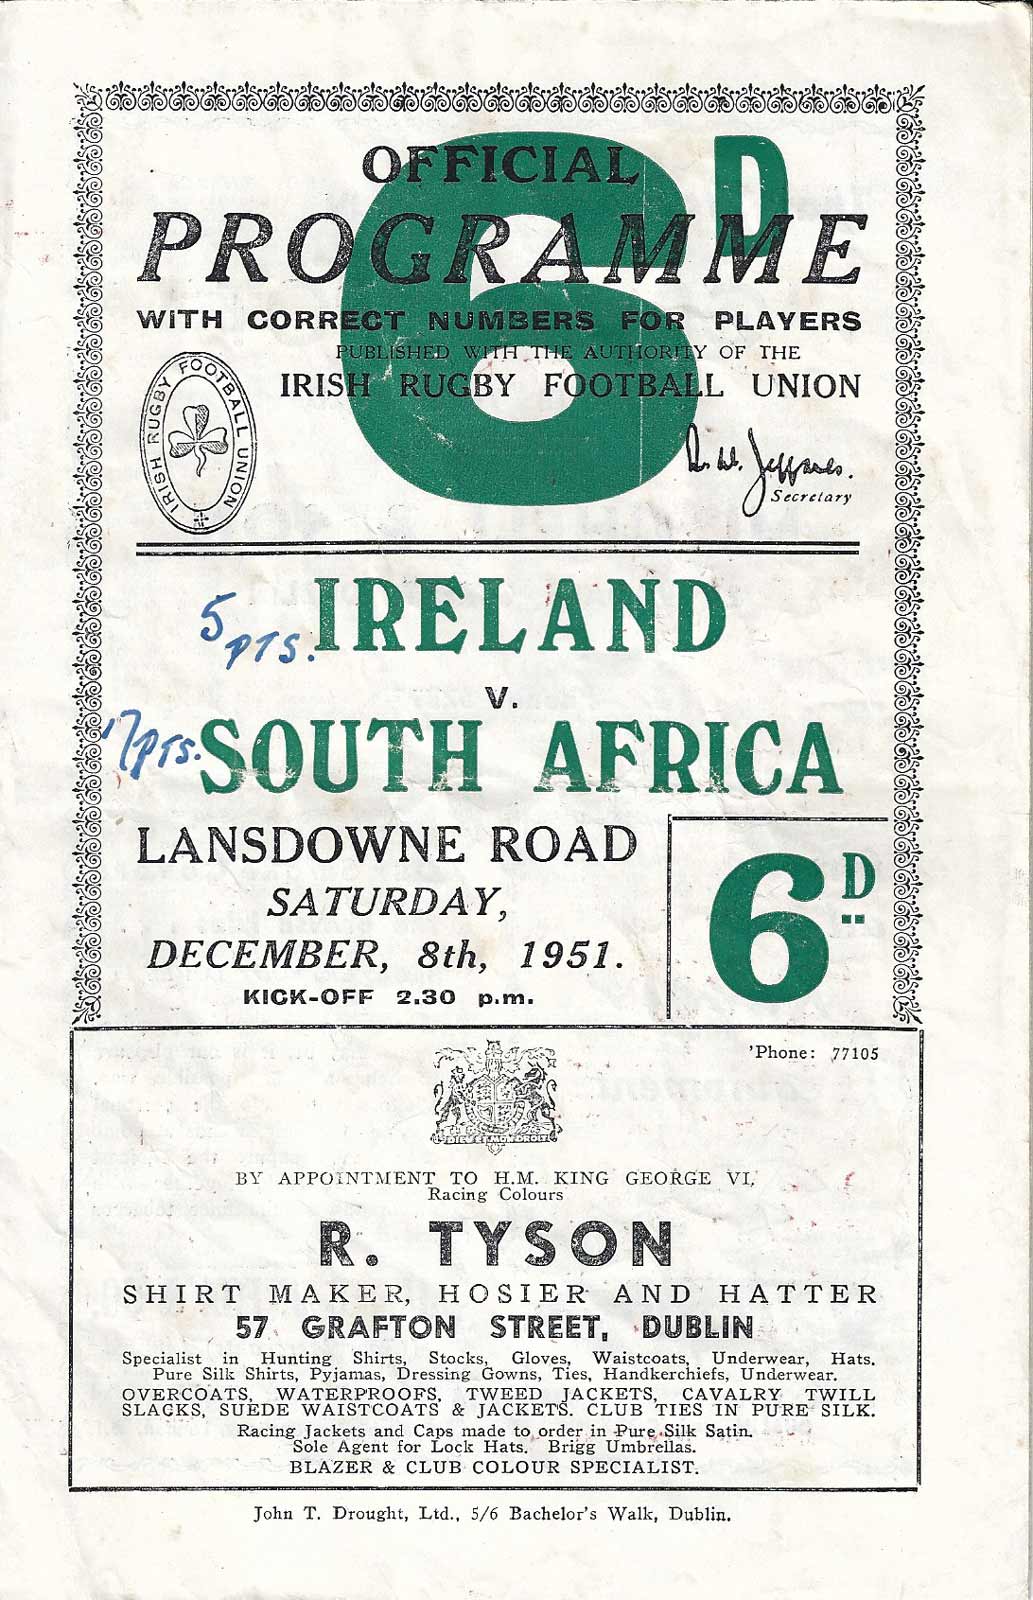 6D
OFFICIAL
PROGRAMME
WITH CORRECT NUMBERS FOR PLAYERS
PUBLISHED WITH THE AUTHORITY OF THE
IRISH RUGBY FOOTBALL UNION
IRISH RUGBY FOOTBALL UNION
R. W. Jeffares.
Secretary
5 PTS. IRELAND
v.
17 PTS. SOUTH AFRICA
LANSDOWNE ROAD
SATURDAY,
DECEMBER, 8th, 1951.
KICK-OFF 2.30 p.m.
6D
'Phone: 77105
DIEU ET MON DROIT
BY APPOINTMENT TO H.M. KING GEORGE VI,
Racing Colours
R. TYSON
SHIRT MAKER, HOSIER AND HATTER
57 GRAFTON STREET, DUBLIN
Specialist in Hunting Shirts, Stocks, Gloves, Waistcoats, Underwear, Hats.
Pure Silk Shirts, Pyjamas, Dressing Gowns, Ties, Handkerchiefs, Underwear.
OVERCOATS, WATERPROOFS, TWEED JACKETS, CAVALRY TWILL
SLACKS, SUEDE WAISTCOATS & JACKETS. CLUB TIES IN PURE SILK.
Racing Jackets and Caps made to order in Pure Silk Satin.
Sole Agent for Lock Hats. Brigg Umbrellas.
BLAZER & CLUB COLOUR SPECIALIST.
John T. Drought, Ltd., 5/6 Bachelor's Walk, Dublin.